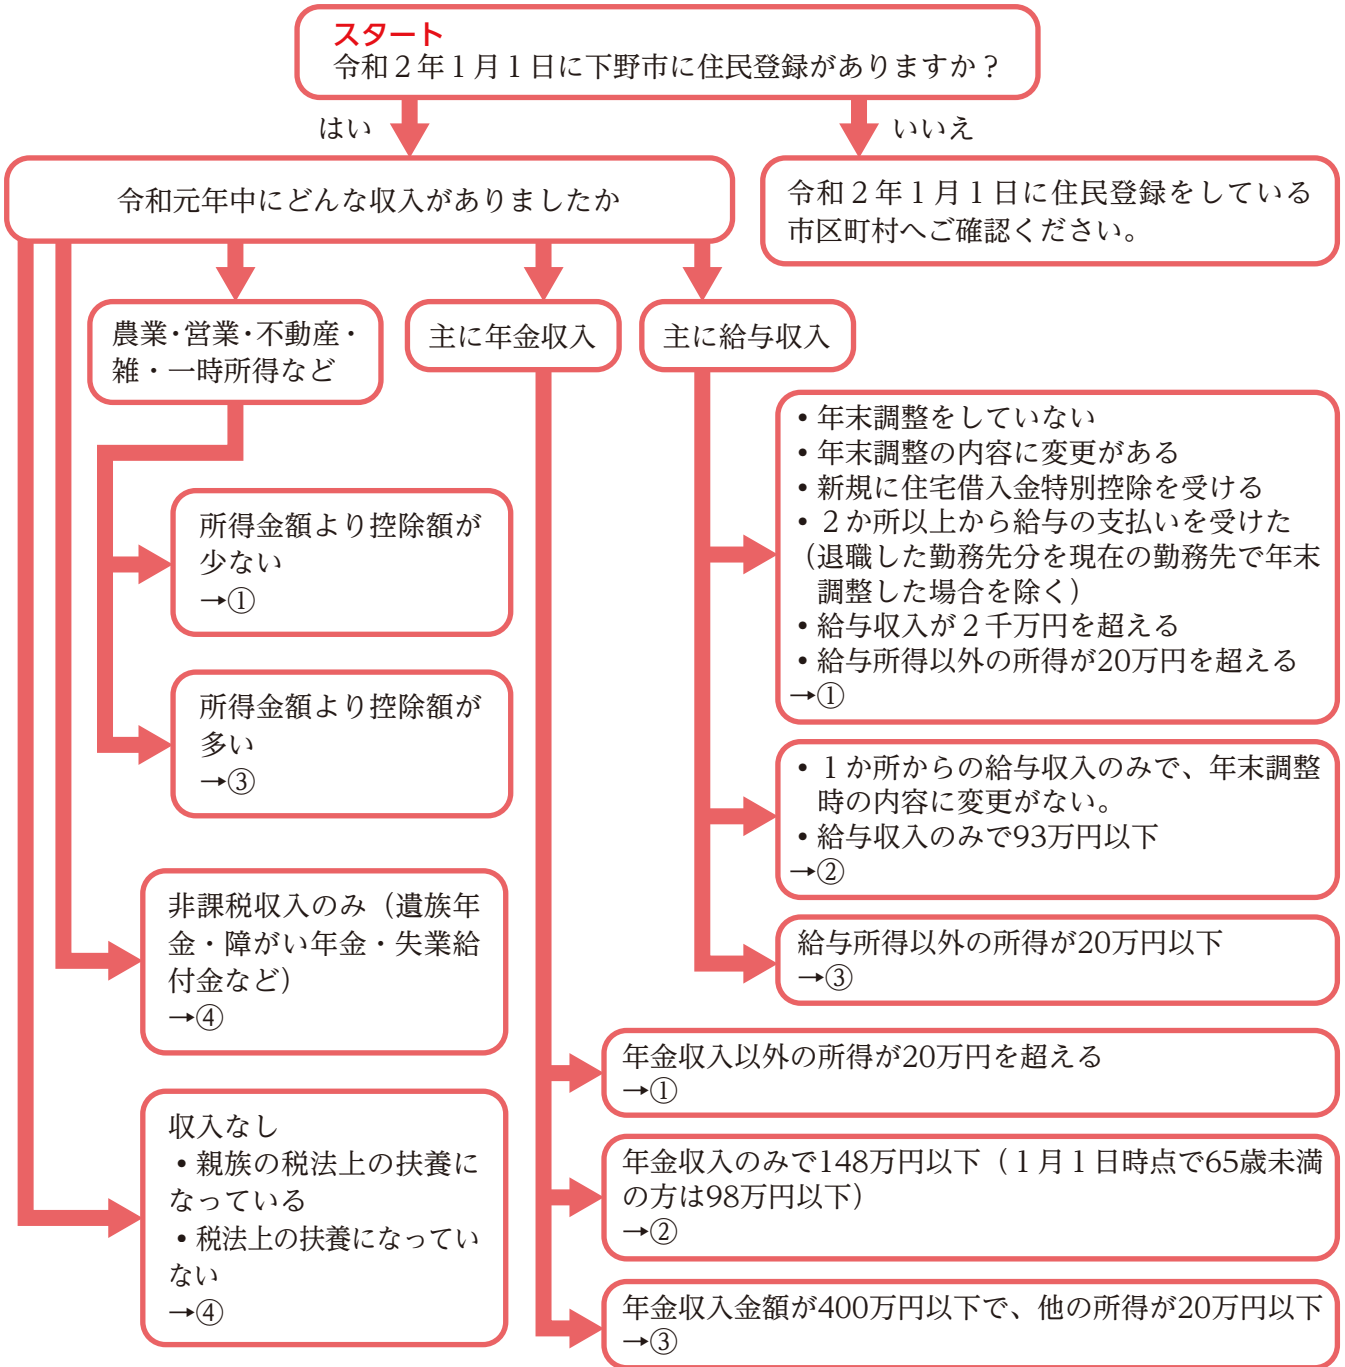 スタート
令和２年１月１日に下野市に住民登録がありますか？
はい
いいえ
令和元年中にどんな収入がありましたか
令和２年１月１日に住民登録をしている
市区町村へご確認ください。
農業・営業・不動産・
雑・一時所得など
主に年金収入
主に給与収入
・年末調整をしていない
・年末調整の内容に変更がある
・新規に住宅借入金特別控除を受ける
・２か所以上から給与の支払いを受けた
（退職した勤務先分を現在の勤務先で年末
調整した場合を除く）
・給与収入が２千万円を超える
・給与所得以外の所得が20万円を超える
→①
所得金額より控除額が
少ない
→①
所得金額より控除額が
多い
→③
・１か所からの給与収入のみで、年末調整
時の内容に変更がない。
・給与収入のみで93万円以下
→②
非課税収入のみ（遺族年
金・障がい年金・失業給
付金など）
→④
給与所得以外の所得が20万円以下
→③
年金収入以外の所得が20万円を超える
→①
収入なし
・親族の税法上の扶養に
なっている
・税法上の扶養になってい
ない
→④
年金収入のみで148万円以下（１月１日時点で65歳未満
の方は98万円以下）
→②
年金収入金額が400万円以下で、他の所得が20万円以下
→③